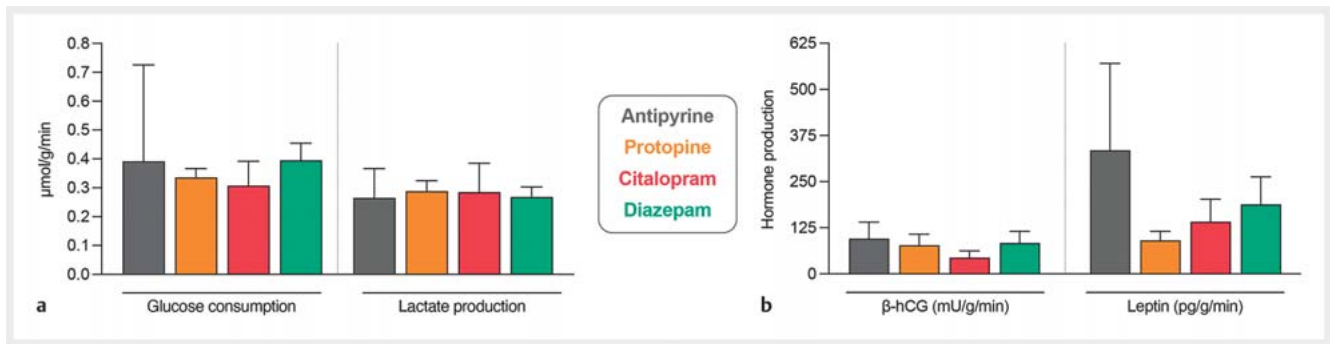 0.8
0.7
0.6
0.5
0.4
0.3
0.2
0.1
0.0
µmol/g/min
Glucose consumption
Lactate production
a
Antipyrine
Protopine
Citalopram
Diazepam
625
500
375
250
125
0
Hormone production
β-hCG (mU/g/min)
Leptin (pg/g/min)
b